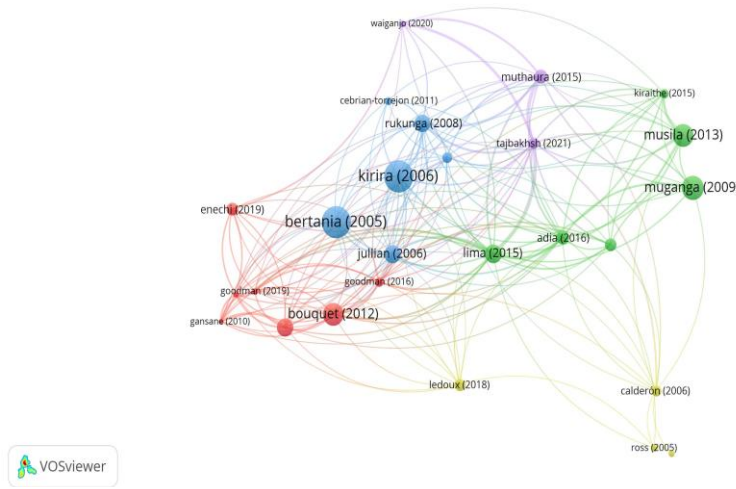 waiganjo (2020)
muthaura (2015)
kiraithe (2015)
cebrian-torrejon (2011)
rukunga (2008)
musila (2013)
tajbakhsh (2021)
kirira (2006)
muganga (2009
enechi (2019)
bertania (2005)
adia (2016)
jullian (2006)
lima (2015)
goodman (2016)
goodman (2019)
bouquet (2012)
gansane (2010)
ledoux (2018)
calderón (2006)
ross (2005)
VOSviewer